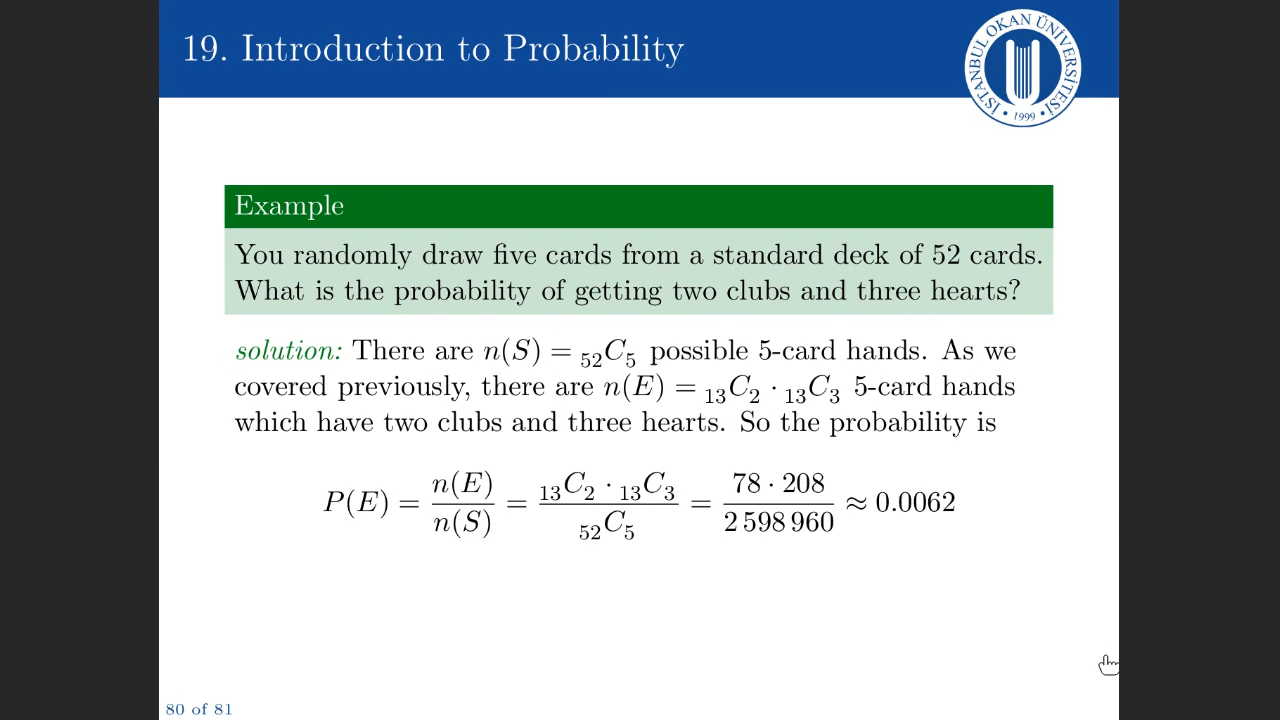 19. Introduction to Probability
İSTANBUL OKAN ÜNİVERSİTESİ
• 1999 •
Example
You randomly draw five cards from a standard deck of 52 cards.
What is the probability of getting two clubs and three hearts?
solution: There are n(S) = ₅₂C₅ possible 5-card hands. As we
covered previously, there are n(E) = ₁₃C₂ · ₁₃C₃ 5-card hands
which have two clubs and three hearts. So the probability is
P(E) = n(E)/n(S) = ₁₃C₂ · ₁₃C₃/₅₂C₅ = 78 · 208/2 598 960 ≈ 0.0062
80 of 81